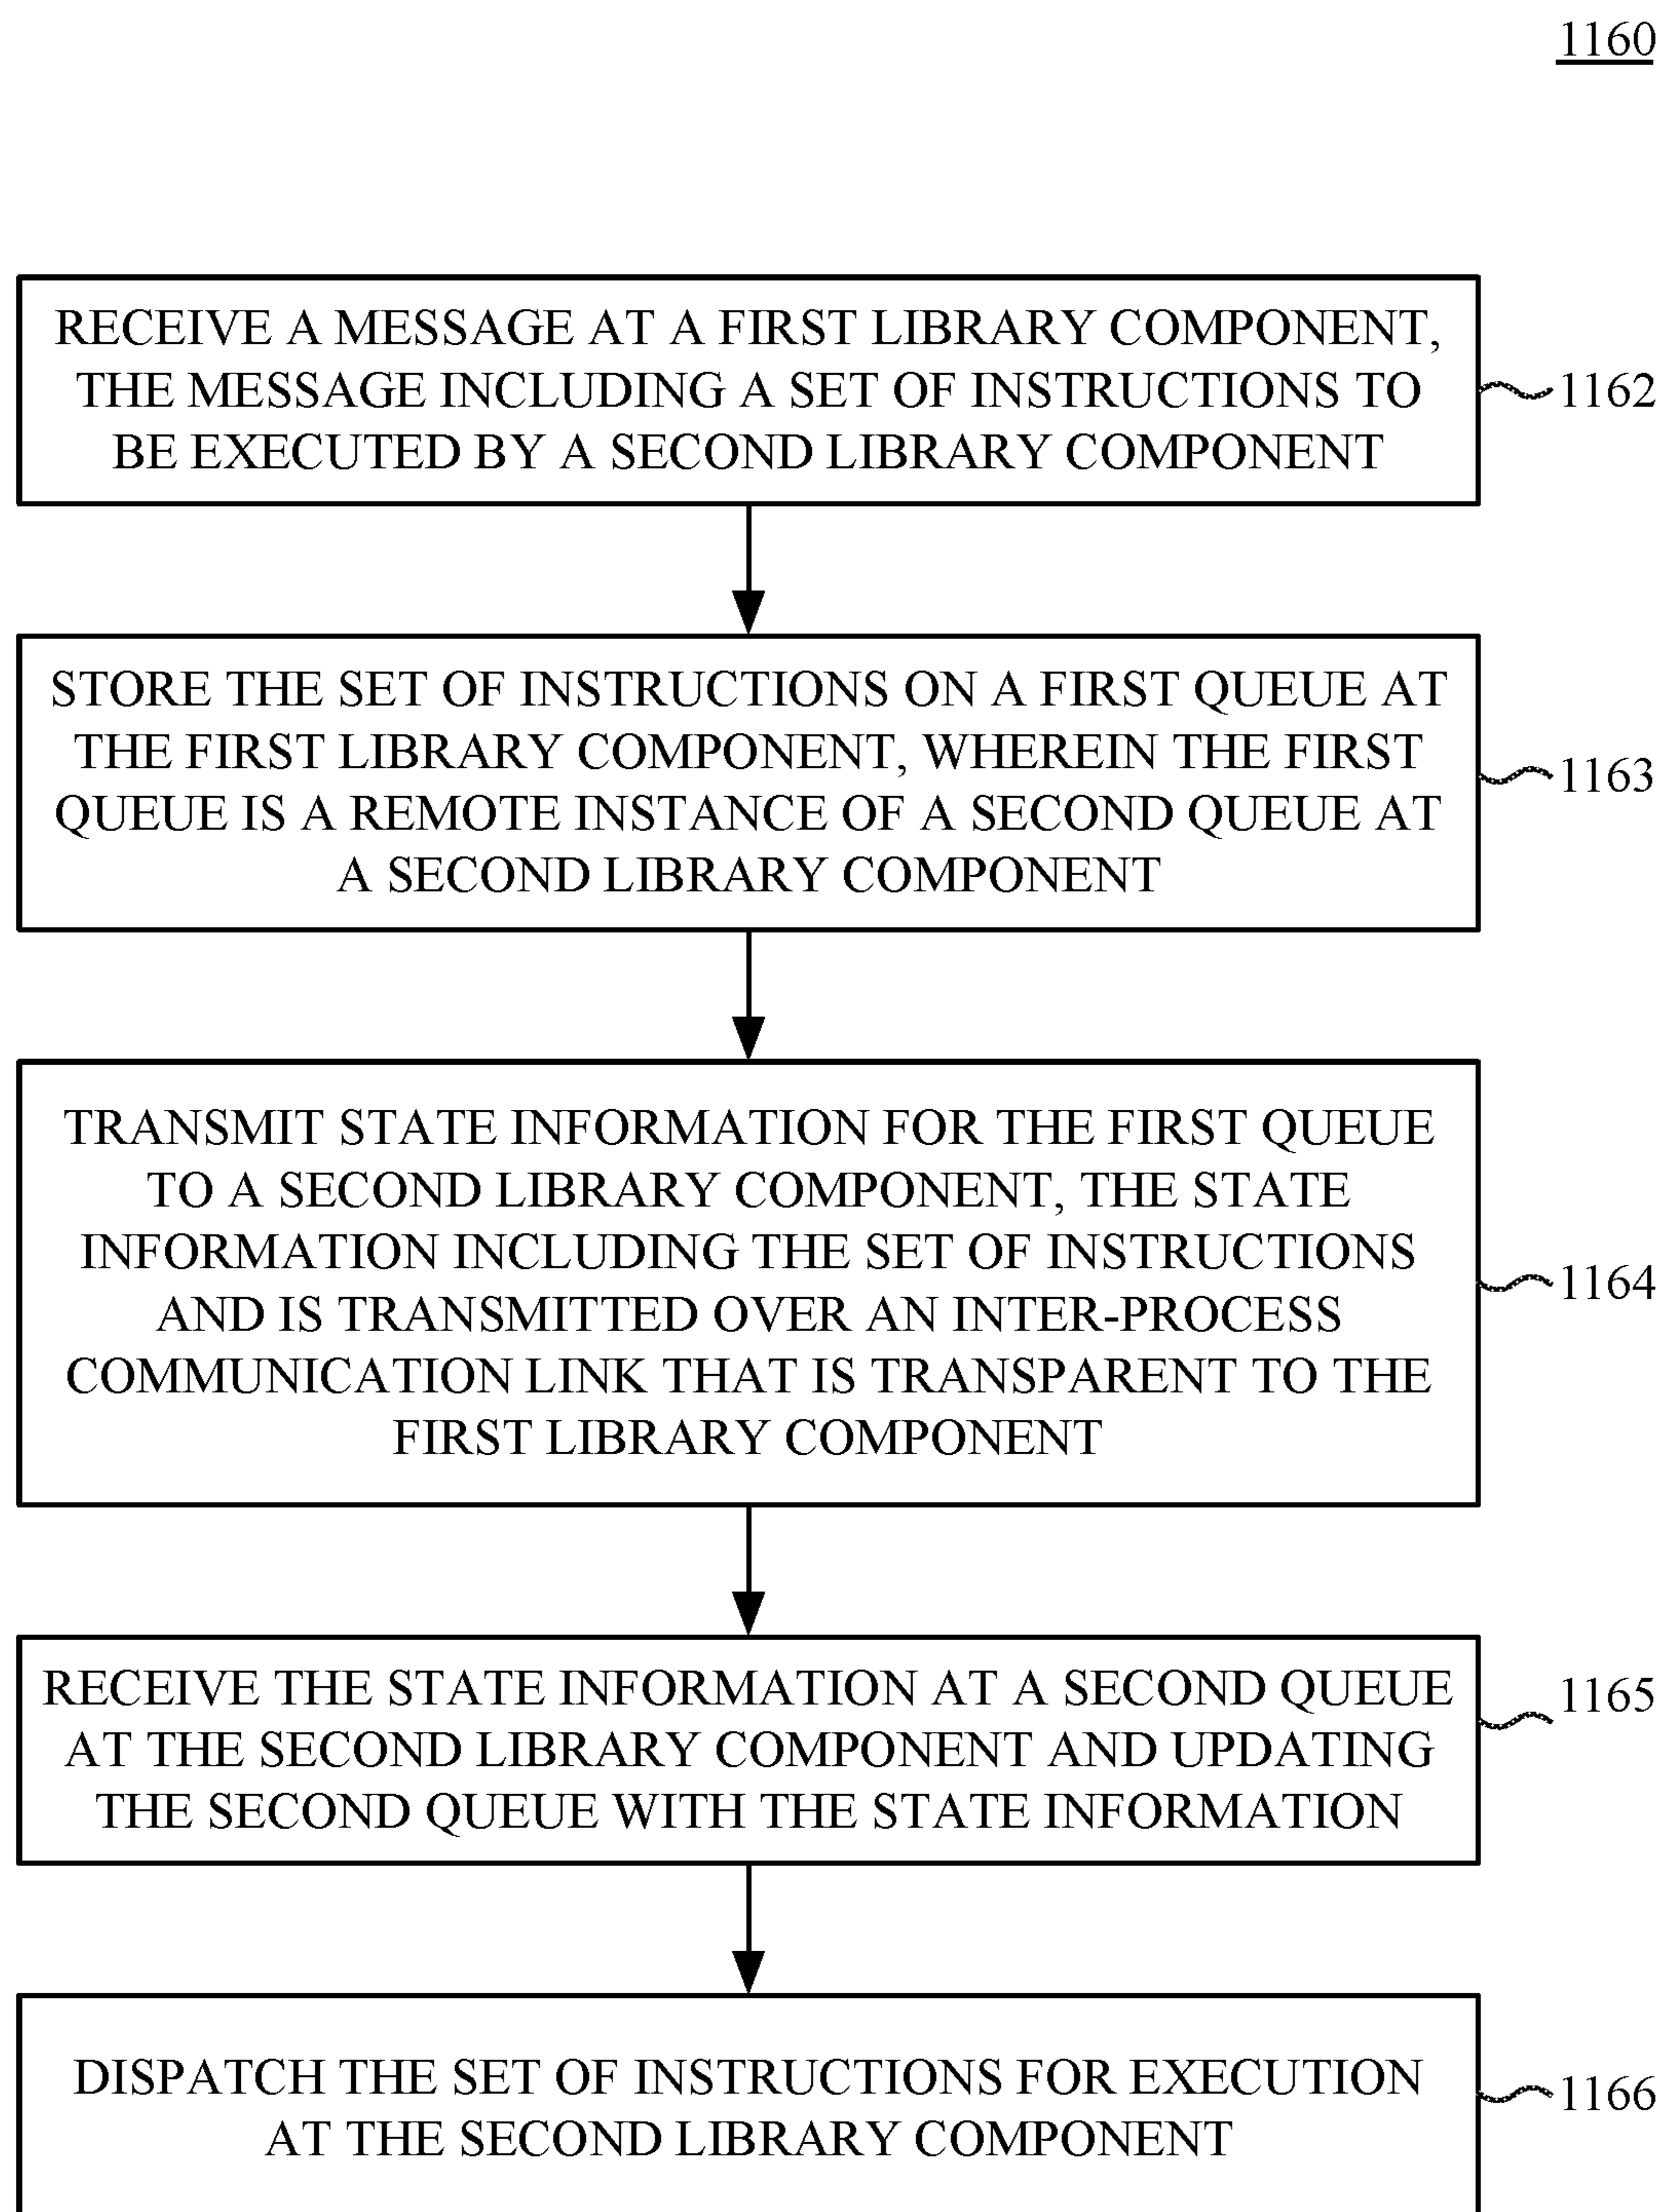 1160
RECEIVE A MESSAGE AT A FIRST LIBRARY COMPONENT,
THE MESSAGE INCLUDING A SET OF INSTRUCTIONS TO
BE EXECUTED BY A SECOND LIBRARY COMPONENT
1162
STORE THE SET OF INSTRUCTIONS ON A FIRST QUEUE AT
THE FIRST LIBRARY COMPONENT, WHEREIN THE FIRST
QUEUE IS A REMOTE INSTANCE OF A SECOND QUEUE AT
A SECOND LIBRARY COMPONENT
1163
TRANSMIT STATE INFORMATION FOR THE FIRST QUEUE
TO A SECOND LIBRARY COMPONENT, THE STATE
INFORMATION INCLUDING THE SET OF INSTRUCTIONS
AND IS TRANSMITTED OVER AN INTER-PROCESS
COMMUNICATION LINK THAT IS TRANSPARENT TO THE
FIRST LIBRARY COMPONENT
1164
RECEIVE THE STATE INFORMATION AT A SECOND QUEUE
AT THE SECOND LIBRARY COMPONENT AND UPDATING
THE SECOND QUEUE WITH THE STATE INFORMATION
1165
DISPATCH THE SET OF INSTRUCTIONS FOR EXECUTION
AT THE SECOND LIBRARY COMPONENT
1166